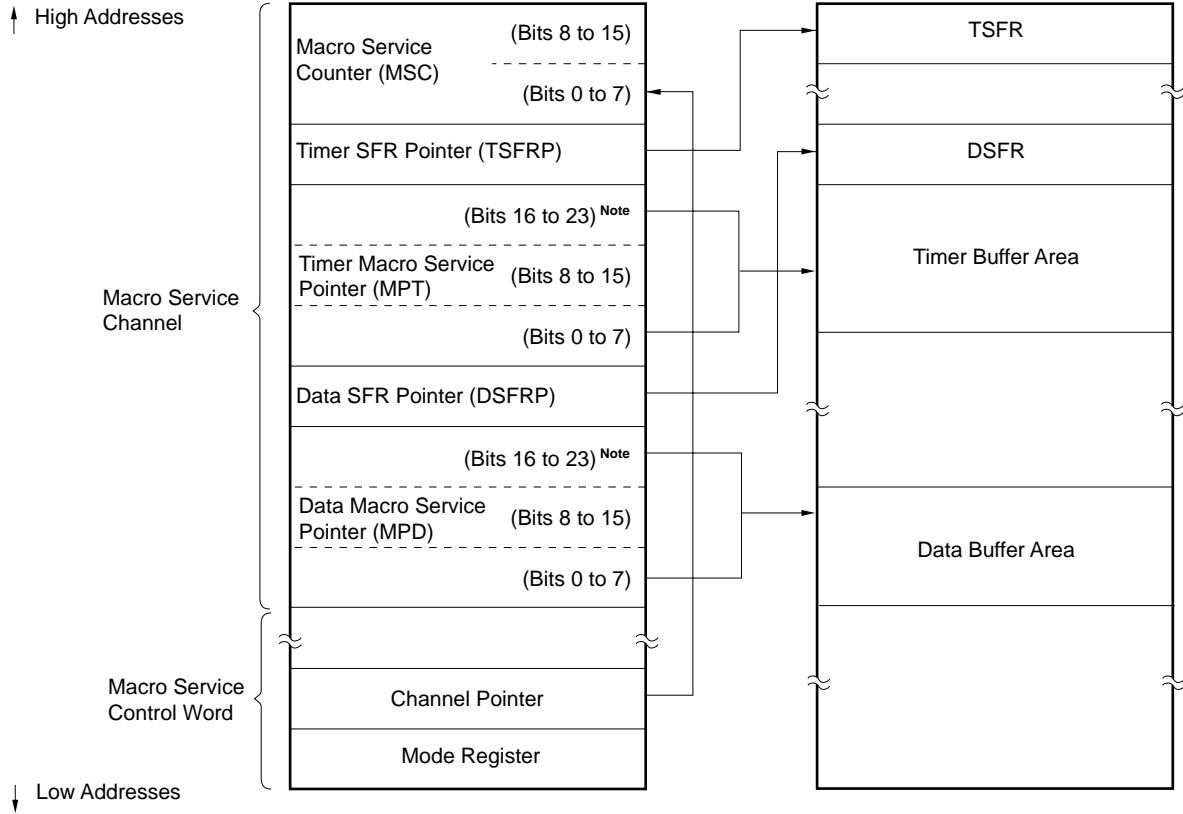 High Addresses
Macro Service
Counter (MSC)
(Bits 8 to 15)
(Bits 0 to 7)
Timer SFR Pointer (TSFRP)
(Bits 16 to 23) Note
Timer Macro Service
Pointer (MPT)
(Bits 8 to 15)
(Bits 0 to 7)
Data SFR Pointer (DSFRP)
(Bits 16 to 23) Note
Data Macro Service
Pointer (MPD)
(Bits 8 to 15)
(Bits 0 to 7)
Channel Pointer
Mode Register
Macro Service
Channel
Macro Service
Control Word
Low Addresses
TSFR
DSFR
Timer Buffer Area
Data Buffer Area